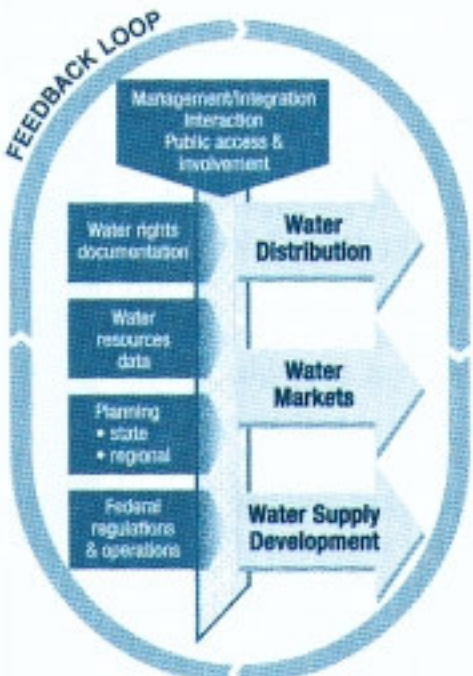 FEEDBACK LOOP
Management/Integration
Interaction
Public access &
involvement
Water rights
documentation
Water
resources
data
Planning
• state
• regional
Federal
regulations
& operations
Water
Distribution
Water
Markets
Water Supply
Development